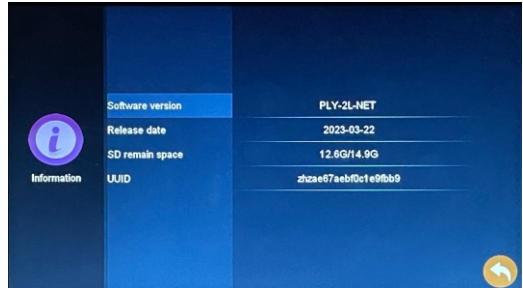 Software version PLY-2L-NET
Release date 2023-03-22
SD remain space 12.6G/14.9G
Information UUID zhzae67aebf0c1e9fbb9